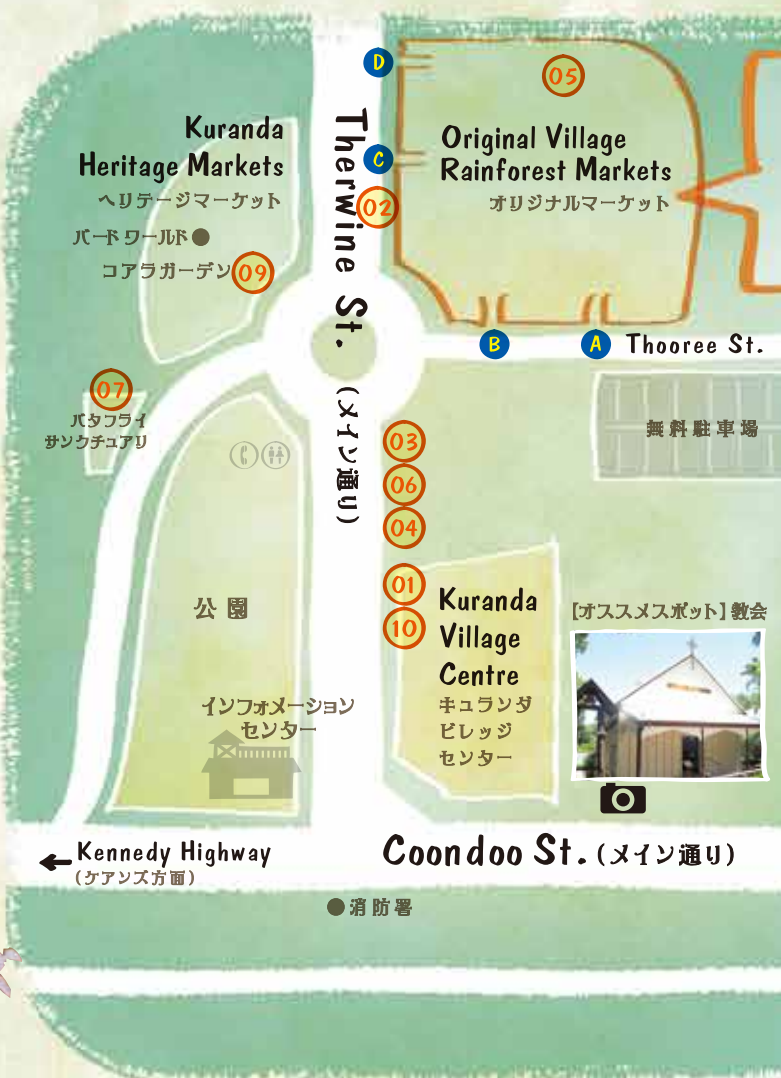 D
05
Kuranda
Heritage Markets
ヘリテージマーケット
バードワールド●
コアラガーデン
09
Therwine St.
(メイン通り)
C
02
Original Village
Rainforest Markets
オリジナルマーケット
B
A
Thooree St.
07
バタフライ
サンクチュアリ
無料駐車場
03
06
04
01
10
公園
Kuranda
Village
Centre
キュランダ
ビレッジ
センター
【オススメスポット】教会
インフォメーション
センター
Kennedy Highway
(ケアンズ方面)
Coondoo St.(メイン通り)
●消防署